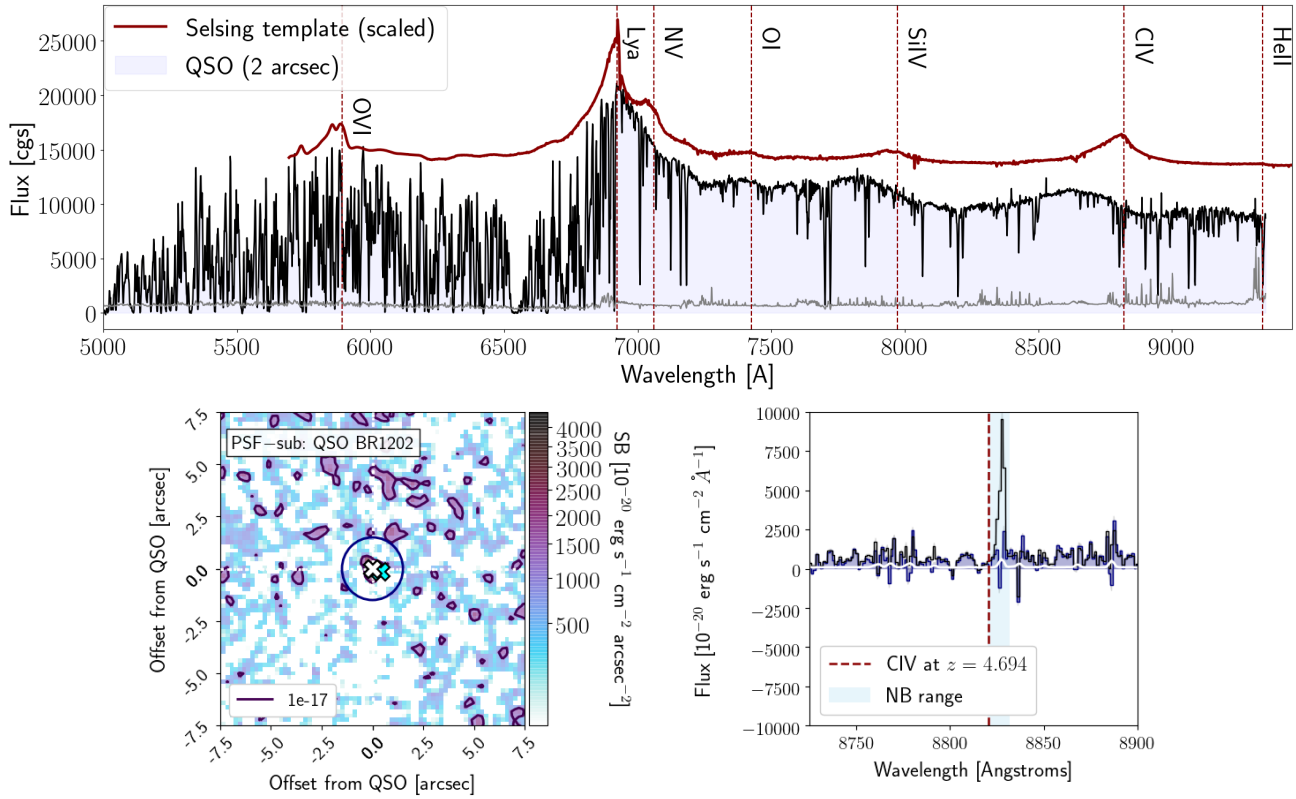 Selsing template (scaled)
QSO (2 arcsec)
OVI
Lya
NV
OI
SiIV
CIV
HeII
Flux [cgs]
25000
20000
15000
10000
5000
0
5000
5500
6000
6500
7000
7500
8000
8500
9000
Wavelength [A]
PSF−sub: QSO BR1202
1e-17
Offset from QSO [arcsec]
7.5
5.0
2.5
0.0
-2.5
-5.0
-7.5
-7.5
-5.0
-2.5
0.0
2.5
5.0
7.5
Offset from QSO [arcsec]
4000
3500
3000
2500
2000
1500
1000
500
SB [10⁻²⁰ erg s⁻¹ cm⁻² arcsec⁻²]
Flux [10⁻²⁰ erg s⁻¹ cm⁻² Å⁻¹]
10000
7500
5000
2500
0
−2500
−5000
−7500
−10000
CIV at z = 4.694
NB range
8750
8800
8850
8900
Wavelength [Angstroms]